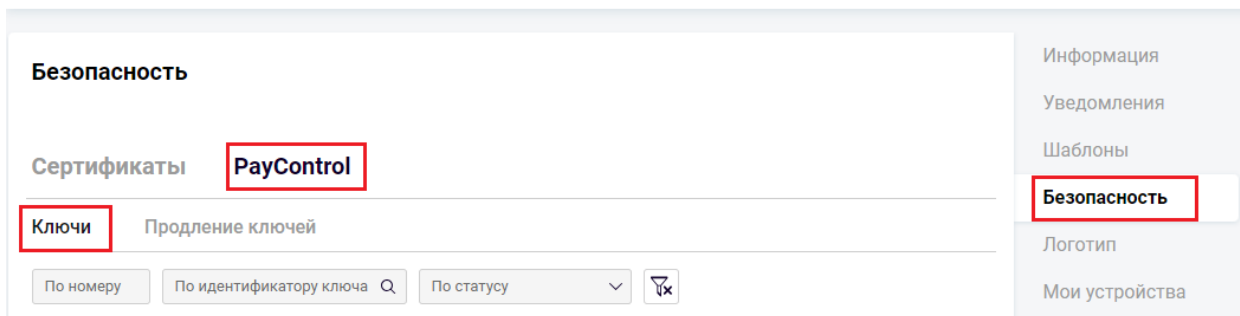 Безопасность
Сертификаты PayControl
Ключи Продление ключей
По номеру По идентификатору ключа По статусу
Информация
Уведомления
Шаблоны
Безопасность
Логотип
Мои устройства